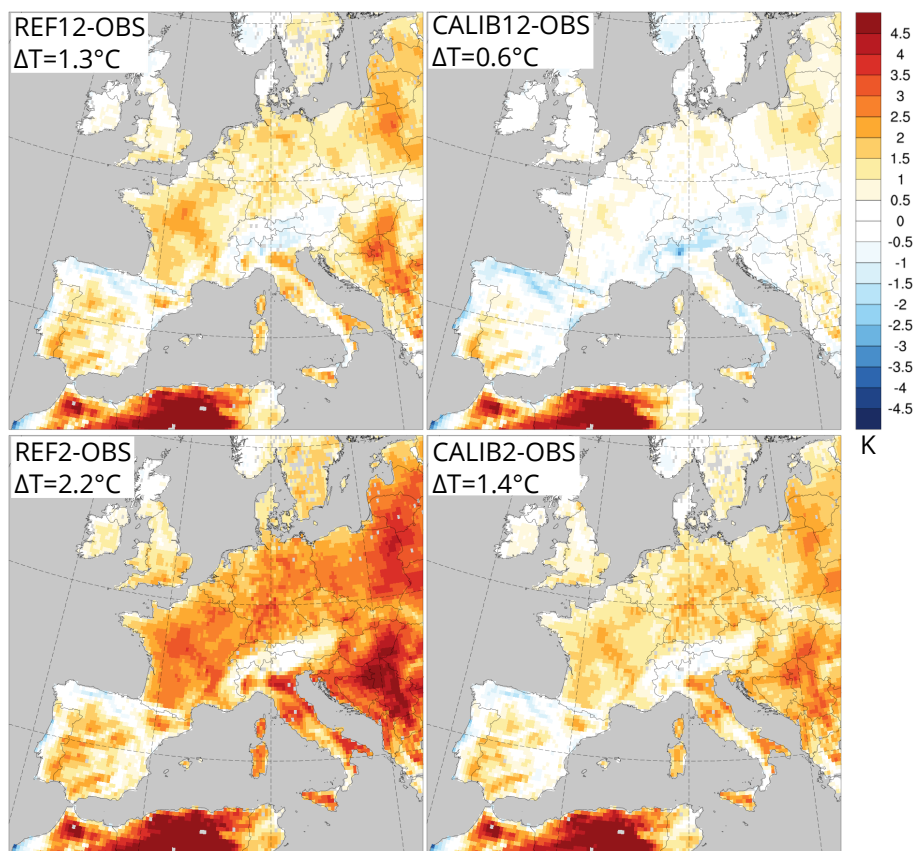 REF12-OBS
ΔT=1.3°C
CALIB12-OBS
ΔT=0.6°C
4.5
4
3.5
3
2.5
2
1.5
1
0.5
0
-0.5
-1
-1.5
-2
-2.5
-3
-3.5
-4
-4.5
K
REF2-OBS
ΔT=2.2°C
CALIB2-OBS
ΔT=1.4°C